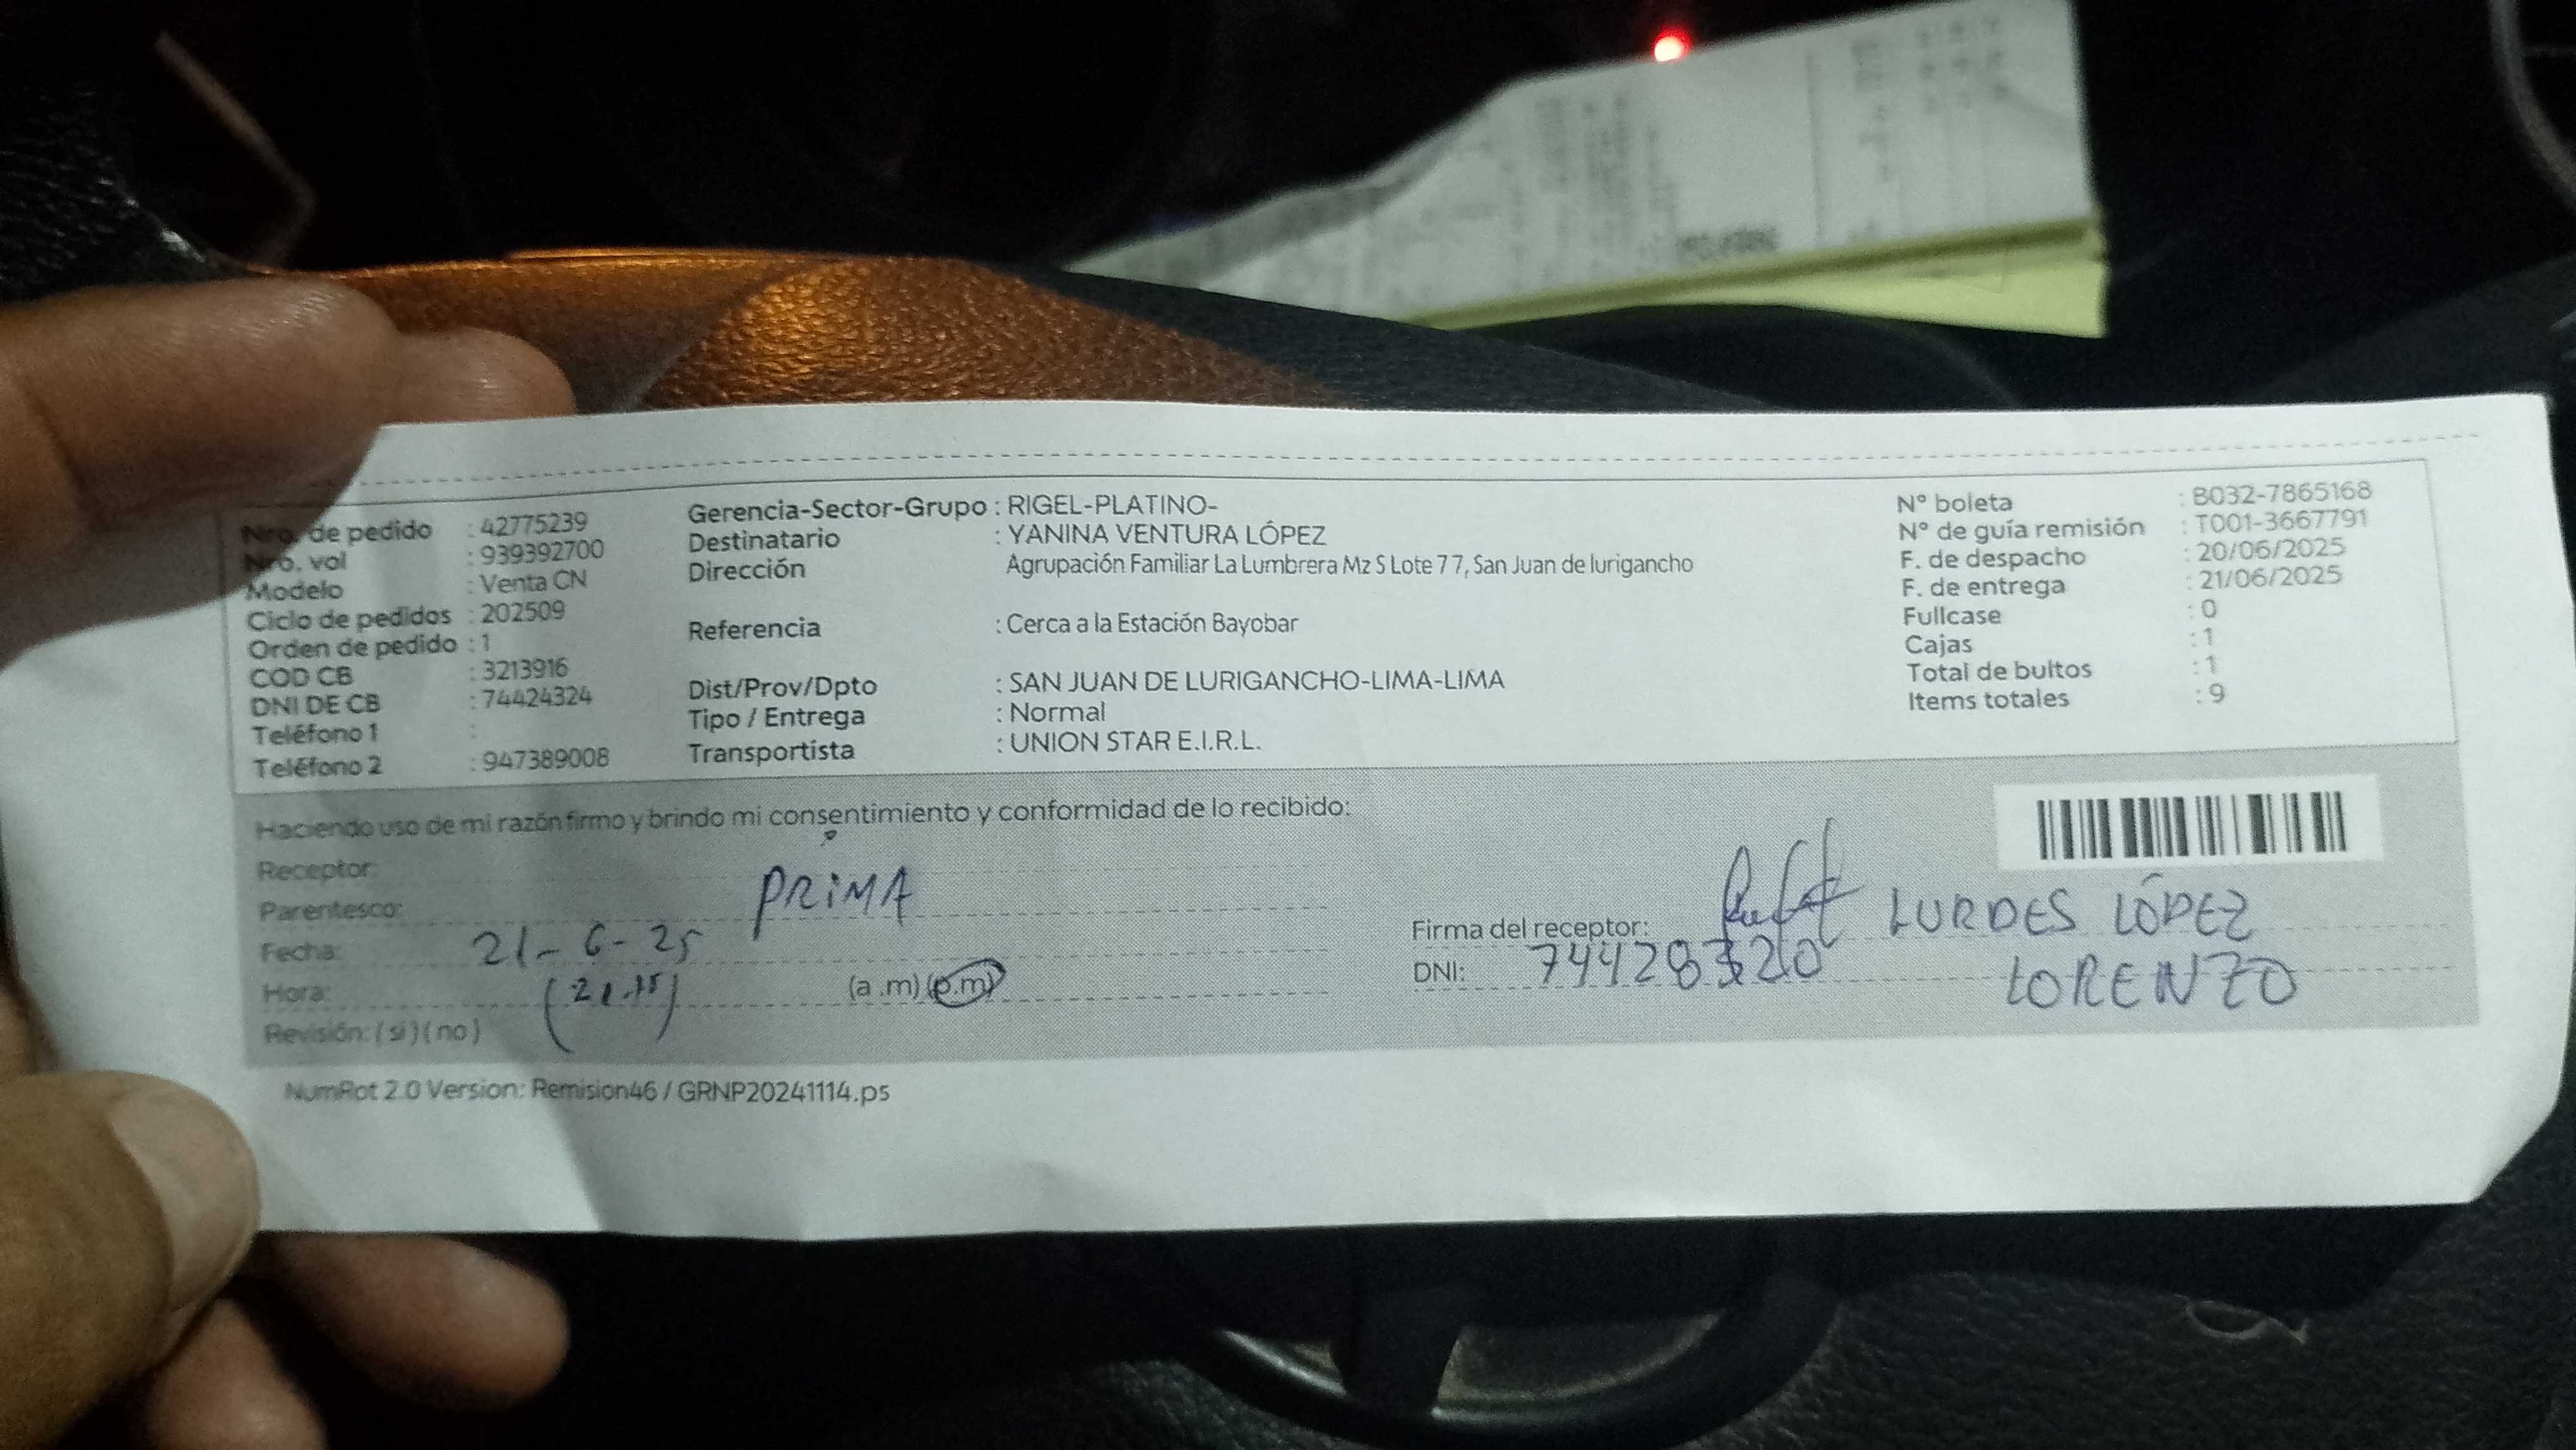 Nro. de pedido : 42775239
Nro. vol : 939392700
Modelo : Venta CN
Ciclo de pedidos : 202509
Orden de pedido : 1
COD CB : 3213916
DNI DE CB : 74424324
Teléfono 1 :
Teléfono 2 : 947389008
Gerencia-Sector-Grupo : RIGEL-PLATINO-
Destinatario : YANINA VENTURA LÓPEZ
Dirección Agrupación Familiar La Lumbrera Mz S Lote 77, San Juan de lurigancho
Referencia : Cerca a la Estación Bayobar
Dist/Prov/Dpto : SAN JUAN DE LURIGANCHO-LIMA-LIMA
Tipo / Entrega : Normal
Transportista : UNION STAR E.I.R.L.
N° boleta : B032-7865168
N° de guía remisión : T001-3667791
F. de despacho : 20/06/2025
F. de entrega : 21/06/2025
Fullcase : 0
Cajas : 1
Total de bultos : 1
Items totales : 9
Haciendo uso de mi razón firmo y brindo mi consentimiento y conformidad de lo recibido:
Receptor:
Parentesco: PRiMA
Fecha: 21-6-25
Hora: (a .m) (p.m)
Revisión: ( si ) ( no )
Firma del receptor: LURDES LÓPEZ
DNI: LORENZO
NumRot 2.0 Version: Remision46 / GRNP20241114.ps